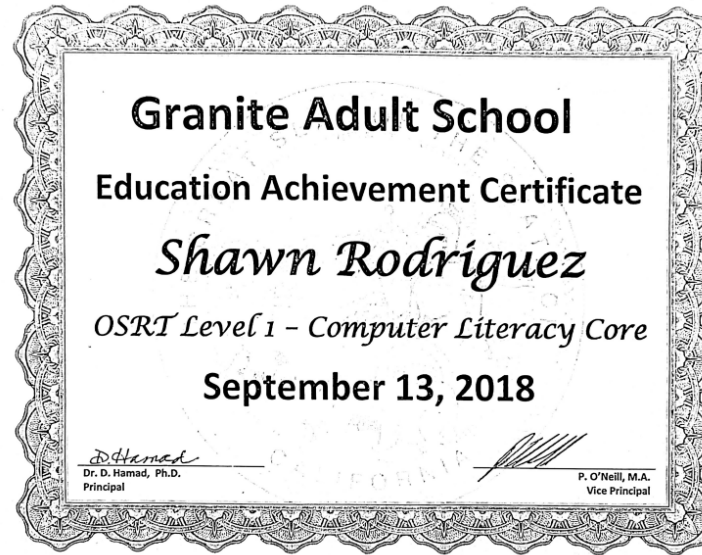 Granite Adult School
Education Achievement Certificate
Shawn Rodriguez
OSRT Level 1 – Computer Literacy Core
September 13, 2018
D. Hamad
Dr. D. Hamad, Ph.D.
Principal
P. O'Neill, M.A.
Vice Principal
CALIFORNIA